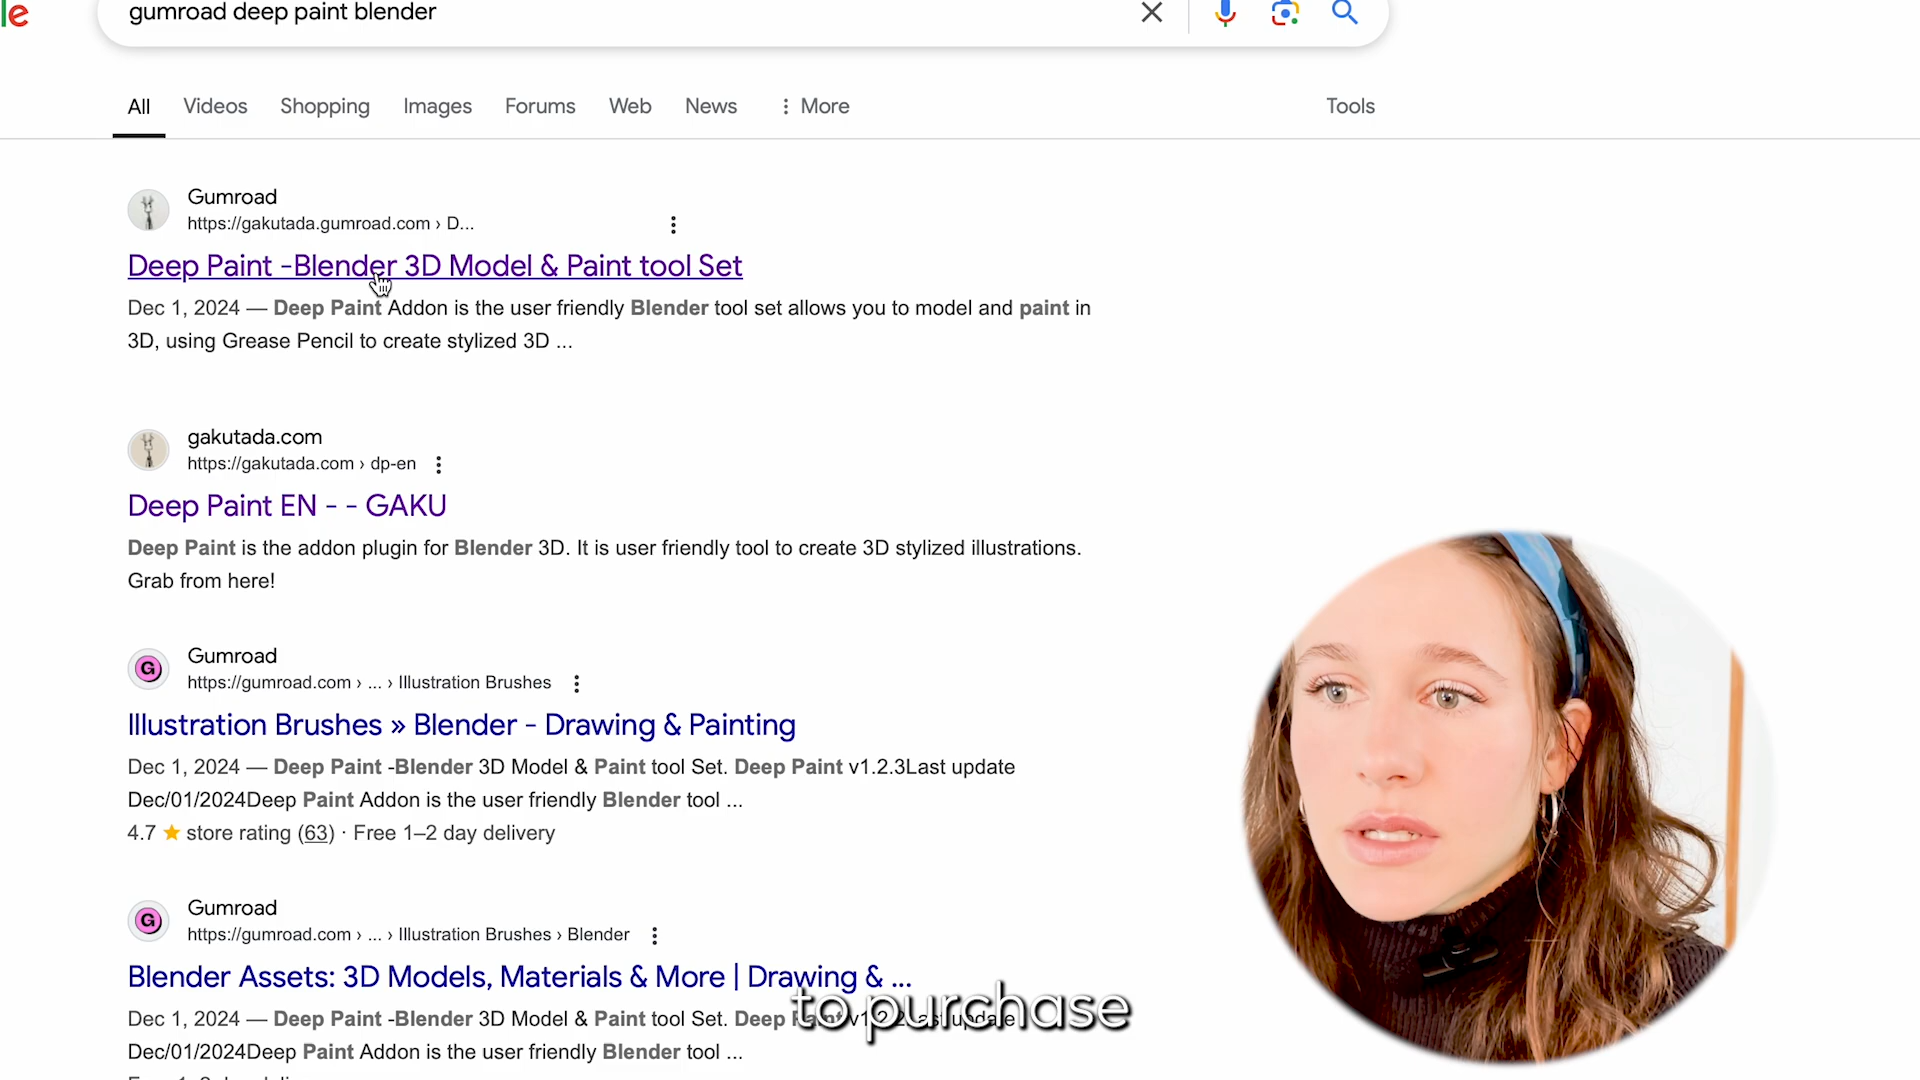 le
gumroad deep paint blender
All Videos Shopping Images Forums Web News More Tools
Gumroad
https://gakutada.gumroad.com › D...
Deep Paint -Blender 3D Model & Paint tool Set
Dec 1, 2024 — Deep Paint Addon is the user friendly Blender tool set allows you to model and paint in
3D, using Grease Pencil to create stylized 3D ...
gakutada.com
https://gakutada.com › dp-en
Deep Paint EN - - GAKU
Deep Paint is the addon plugin for Blender 3D. It is user friendly tool to create 3D stylized illustrations.
Grab from here!
G
Gumroad
https://gumroad.com › ... › Illustration Brushes
Illustration Brushes » Blender - Drawing & Painting
Dec 1, 2024 — Deep Paint -Blender 3D Model & Paint tool Set. Deep Paint v1.2.3Last update
Dec/01/2024Deep Paint Addon is the user friendly Blender tool ...
4.7 ★ store rating (63) · Free 1–2 day delivery
G
Gumroad
https://gumroad.com › ... › Illustration Brushes › Blender
Blender Assets: 3D Models, Materials & More | Drawing & ...
to purchase
Dec 1, 2024 — Deep Paint -Blender 3D Model & Paint tool Set. Deep
Dec/01/2024Deep Paint Addon is the user friendly Blender tool ...